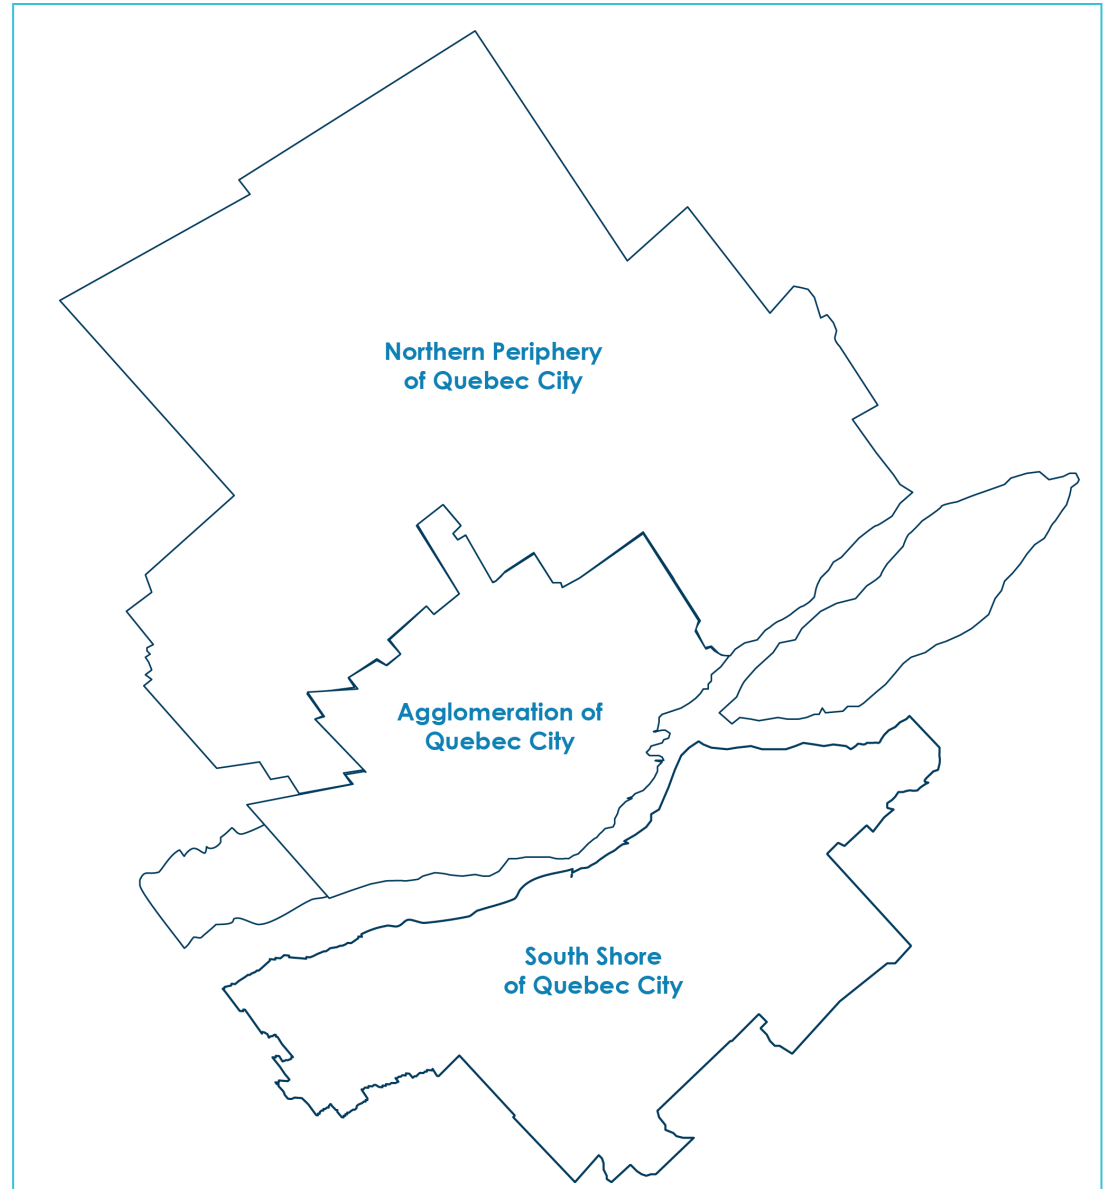 Northern Periphery
of Quebec City
Agglomeration of
Quebec City
South Shore
of Quebec City